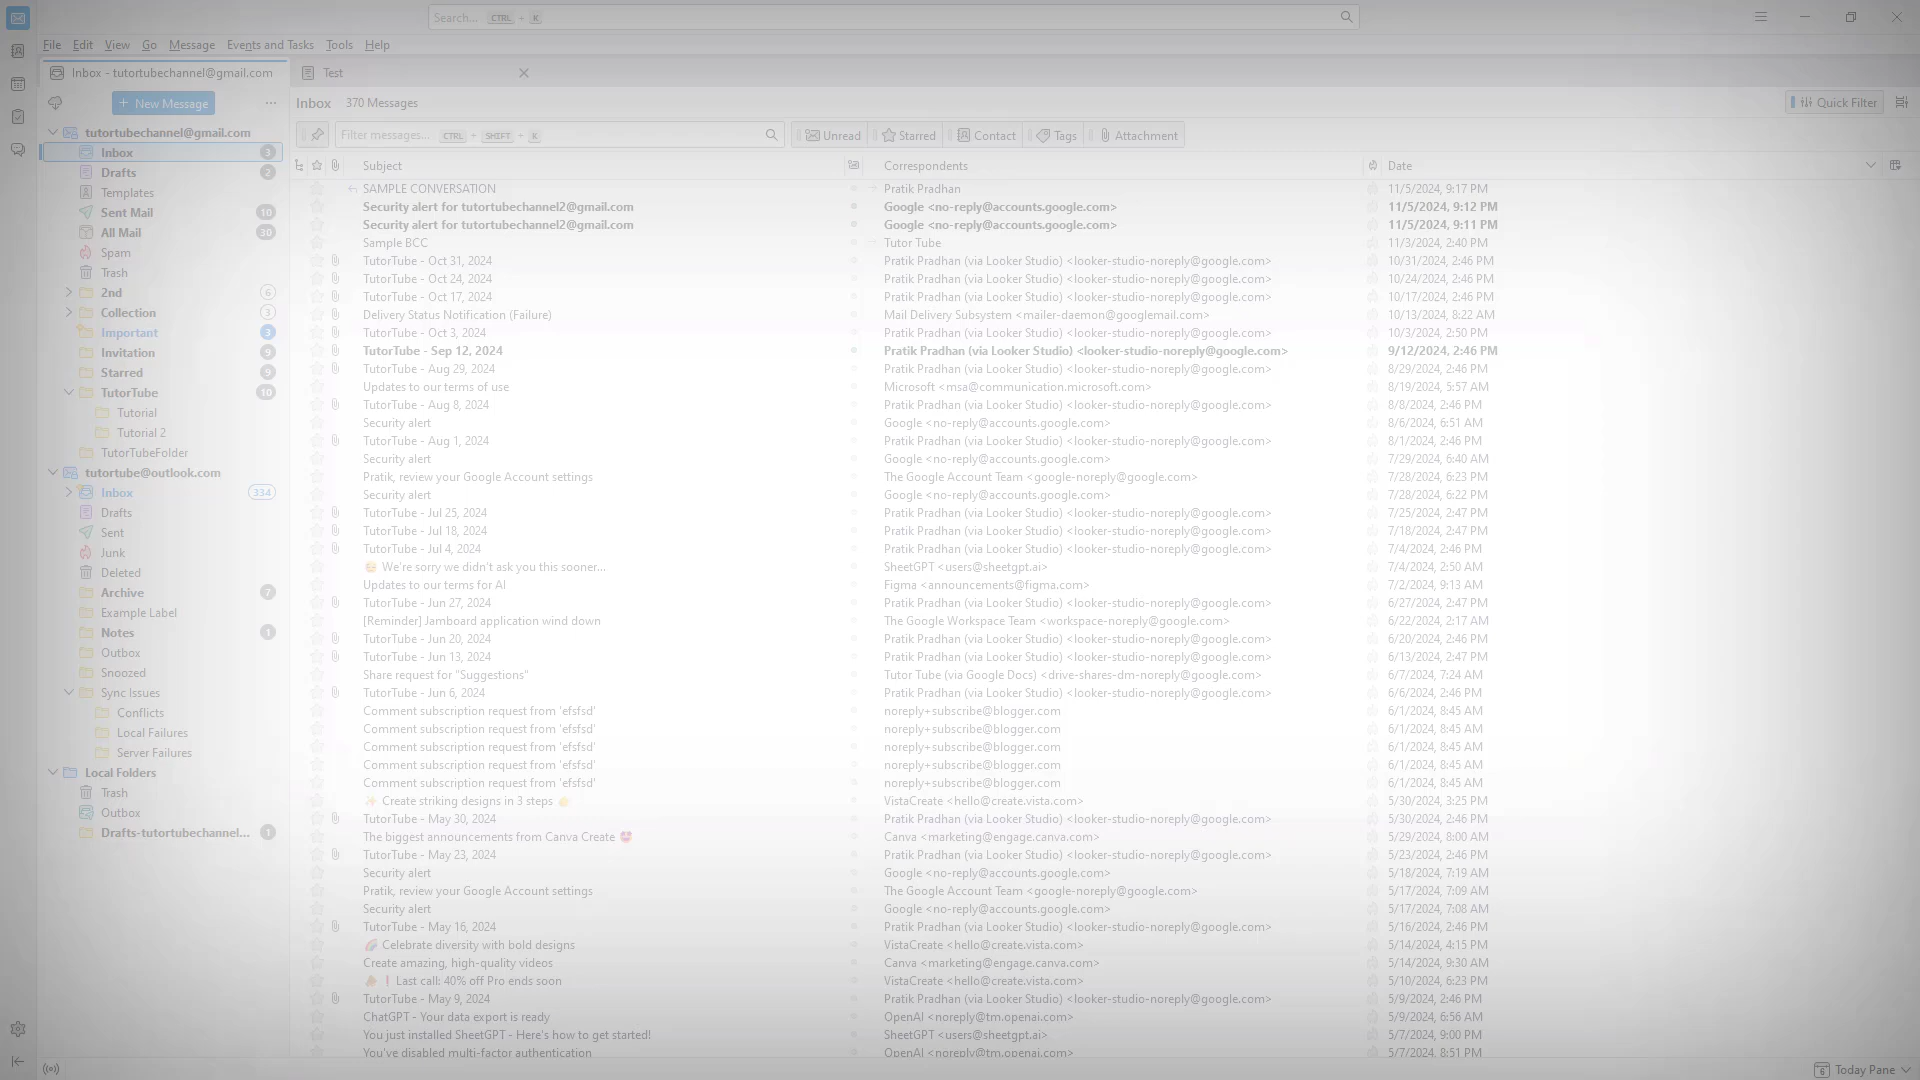 Search... CTRL + K
File Edit View Go Message Events and Tasks Tools Help
Inbox - tutortubechannel@gmail.com
Test
+ New Message
Inbox 370 Messages
Quick Filter
Filter messages... CTRL + SHIFT + K
Unread Starred Contact Tags Attachment
tutortubechannel@gmail.com
Inbox 3
Drafts 2
Templates
Sent Mail 10
All Mail 30
Spam
Trash
2nd 6
Collection 3
Important 3
Invitation 9
Starred 9
TutorTube 10
Tutorial
Tutorial 2
TutorTubeFolder
tutortube@outlook.com
Inbox 334
Drafts
Sent
Junk
Deleted
Archive 7
Example Label
Notes 1
Outbox
Snoozed
Sync Issues
Conflicts
Local Failures
Server Failures
Local Folders
Trash
Outbox
Drafts-tutortubechannel... 1
Subject Correspondents Date
SAMPLE CONVERSATION Pratik Pradhan 11/5/2024, 9:17 PM
Security alert for tutortubechannel2@gmail.com Google <no-reply@accounts.google.com> 11/5/2024, 9:12 PM
Security alert for tutortubechannel2@gmail.com Google <no-reply@accounts.google.com> 11/5/2024, 9:11 PM
Sample BCC Tutor Tube 11/3/2024, 2:40 PM
TutorTube - Oct 31, 2024 Pratik Pradhan (via Looker Studio) <looker-studio-noreply@google.com> 10/31/2024, 2:46 PM
TutorTube - Oct 24, 2024 Pratik Pradhan (via Looker Studio) <looker-studio-noreply@google.com> 10/24/2024, 2:46 PM
TutorTube - Oct 17, 2024 Pratik Pradhan (via Looker Studio) <looker-studio-noreply@google.com> 10/17/2024, 2:46 PM
Delivery Status Notification (Failure) Mail Delivery Subsystem <mailer-daemon@googlemail.com> 10/13/2024, 8:22 AM
TutorTube - Oct 3, 2024 Pratik Pradhan (via Looker Studio) <looker-studio-noreply@google.com> 10/3/2024, 2:50 PM
TutorTube - Sep 12, 2024 Pratik Pradhan (via Looker Studio) <looker-studio-noreply@google.com> 9/12/2024, 2:46 PM
TutorTube - Aug 29, 2024 Pratik Pradhan (via Looker Studio) <looker-studio-noreply@google.com> 8/29/2024, 2:46 PM
Updates to our terms of use Microsoft <msa@communication.microsoft.com> 8/19/2024, 5:57 AM
TutorTube - Aug 8, 2024 Pratik Pradhan (via Looker Studio) <looker-studio-noreply@google.com> 8/8/2024, 2:46 PM
Security alert Google <no-reply@accounts.google.com> 8/6/2024, 6:51 AM
TutorTube - Aug 1, 2024 Pratik Pradhan (via Looker Studio) <looker-studio-noreply@google.com> 8/1/2024, 2:46 PM
Security alert Google <no-reply@accounts.google.com> 7/29/2024, 6:40 AM
Pratik, review your Google Account settings The Google Account Team <google-noreply@google.com> 7/28/2024, 6:23 PM
Security alert Google <no-reply@accounts.google.com> 7/28/2024, 6:22 PM
TutorTube - Jul 25, 2024 Pratik Pradhan (via Looker Studio) <looker-studio-noreply@google.com> 7/25/2024, 2:47 PM
TutorTube - Jul 18, 2024 Pratik Pradhan (via Looker Studio) <looker-studio-noreply@google.com> 7/18/2024, 2:47 PM
TutorTube - Jul 4, 2024 Pratik Pradhan (via Looker Studio) <looker-studio-noreply@google.com> 7/4/2024, 2:46 PM
We're sorry we didn't ask you this sooner... SheetGPT <users@sheetgpt.ai> 7/4/2024, 2:50 AM
Updates to our terms for AI Figma <announcements@figma.com> 7/2/2024, 9:13 AM
TutorTube - Jun 27, 2024 Pratik Pradhan (via Looker Studio) <looker-studio-noreply@google.com> 6/27/2024, 2:47 PM
[Reminder] Jamboard application wind down The Google Workspace Team <workspace-noreply@google.com> 6/22/2024, 2:17 AM
TutorTube - Jun 20, 2024 Pratik Pradhan (via Looker Studio) <looker-studio-noreply@google.com> 6/20/2024, 2:46 PM
TutorTube - Jun 13, 2024 Pratik Pradhan (via Looker Studio) <looker-studio-noreply@google.com> 6/13/2024, 2:47 PM
Share request for "Suggestions" Tutor Tube (via Google Docs) <drive-shares-dm-noreply@google.com> 6/7/2024, 7:24 AM
TutorTube - Jun 6, 2024 Pratik Pradhan (via Looker Studio) <looker-studio-noreply@google.com> 6/6/2024, 2:46 PM
Comment subscription request from 'efsfsd' noreply+subscribe@blogger.com 6/1/2024, 8:45 AM
Comment subscription request from 'efsfsd' noreply+subscribe@blogger.com 6/1/2024, 8:45 AM
Comment subscription request from 'efsfsd' noreply+subscribe@blogger.com 6/1/2024, 8:45 AM
Comment subscription request from 'efsfsd' noreply+subscribe@blogger.com 6/1/2024, 8:45 AM
Comment subscription request from 'efsfsd' noreply+subscribe@blogger.com 6/1/2024, 8:45 AM
✨ Create striking designs in 3 steps VistaCreate <hello@create.vista.com> 5/30/2024, 3:25 PM
TutorTube - May 30, 2024 Pratik Pradhan (via Looker Studio) <looker-studio-noreply@google.com> 5/30/2024, 2:46 PM
The biggest announcements from Canva Create 🤩 Canva <marketing@engage.canva.com> 5/29/2024, 8:00 AM
TutorTube - May 23, 2024 Pratik Pradhan (via Looker Studio) <looker-studio-noreply@google.com> 5/23/2024, 2:46 PM
Security alert Google <no-reply@accounts.google.com> 5/18/2024, 7:19 AM
Pratik, review your Google Account settings The Google Account Team <google-noreply@google.com> 5/17/2024, 7:09 AM
Security alert Google <no-reply@accounts.google.com> 5/17/2024, 7:08 AM
TutorTube - May 16, 2024 Pratik Pradhan (via Looker Studio) <looker-studio-noreply@google.com> 5/16/2024, 2:46 PM
🌈 Celebrate diversity with bold designs VistaCreate <hello@create.vista.com> 5/14/2024, 4:15 PM
Create amazing, high-quality videos Canva <marketing@engage.canva.com> 5/14/2024, 9:30 AM
❗ Last call: 40% off Pro ends soon VistaCreate <hello@create.vista.com> 5/10/2024, 6:23 PM
TutorTube - May 9, 2024 Pratik Pradhan (via Looker Studio) <looker-studio-noreply@google.com> 5/9/2024, 2:46 PM
ChatGPT - Your data export is ready OpenAI <noreply@tm.openai.com> 5/9/2024, 6:56 AM
You just installed SheetGPT - Here's how to get started! SheetGPT <users@sheetgpt.ai> 5/7/2024, 9:00 PM
You've disabled multi-factor authentication OpenAI <noreply@tm.openai.com> 5/7/2024, 8:51 PM
6 Today Pane